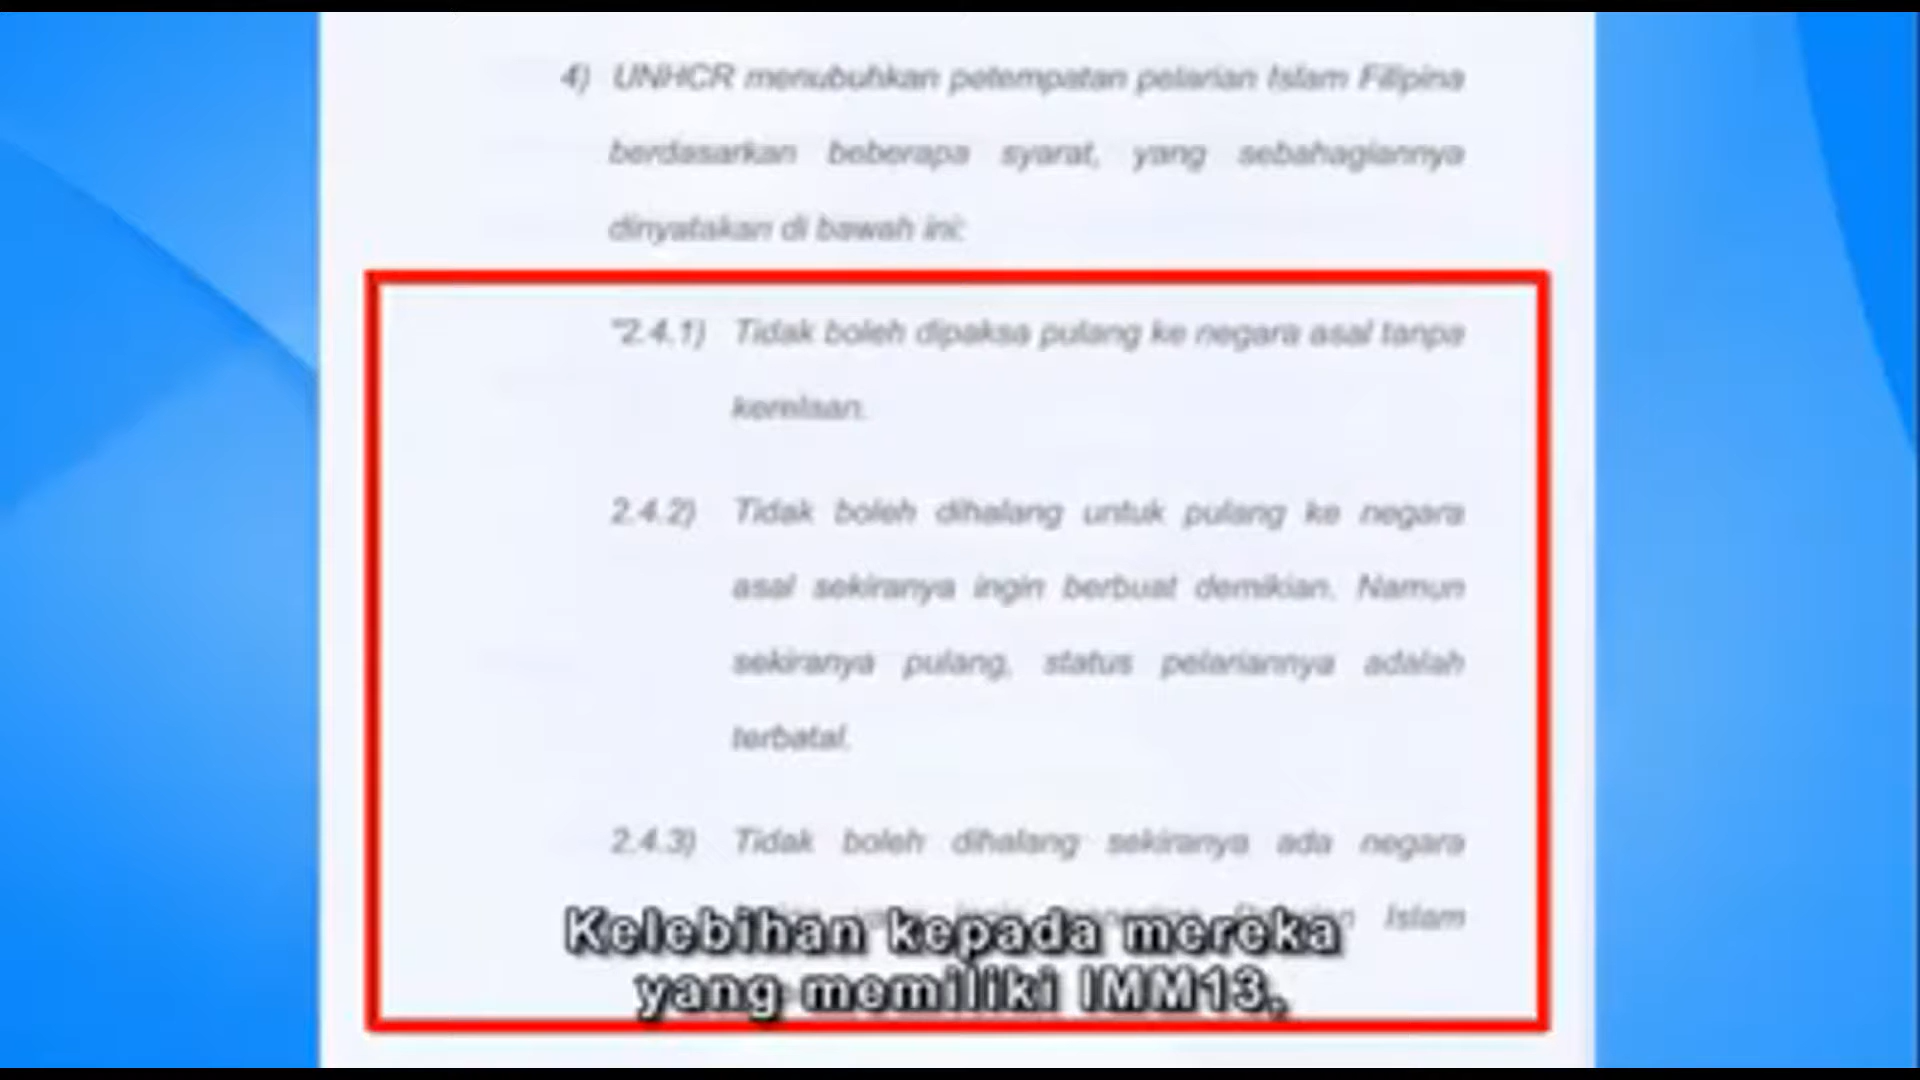 4) UNHCR menubuhkan petempatan pelarian Islam Filipina
berdasarkan beberapa syarat, yang sebahagiannya
dinyatakan di bawah ini:
"2.4.1) Tidak boleh dipaksa pulang ke negara asal tanpa
kerelaan.
2.4.2) Tidak boleh dihalang untuk pulang ke negara
asal sekiranya ingin berbuat demikian. Namun
sekiranya pulang, status pelariannya adalah
terbatal.
2.4.3) Tidak boleh dihalang sekiranya ada negara
Islam
Kelebihan kepada mereka
yang memiliki IMM13,